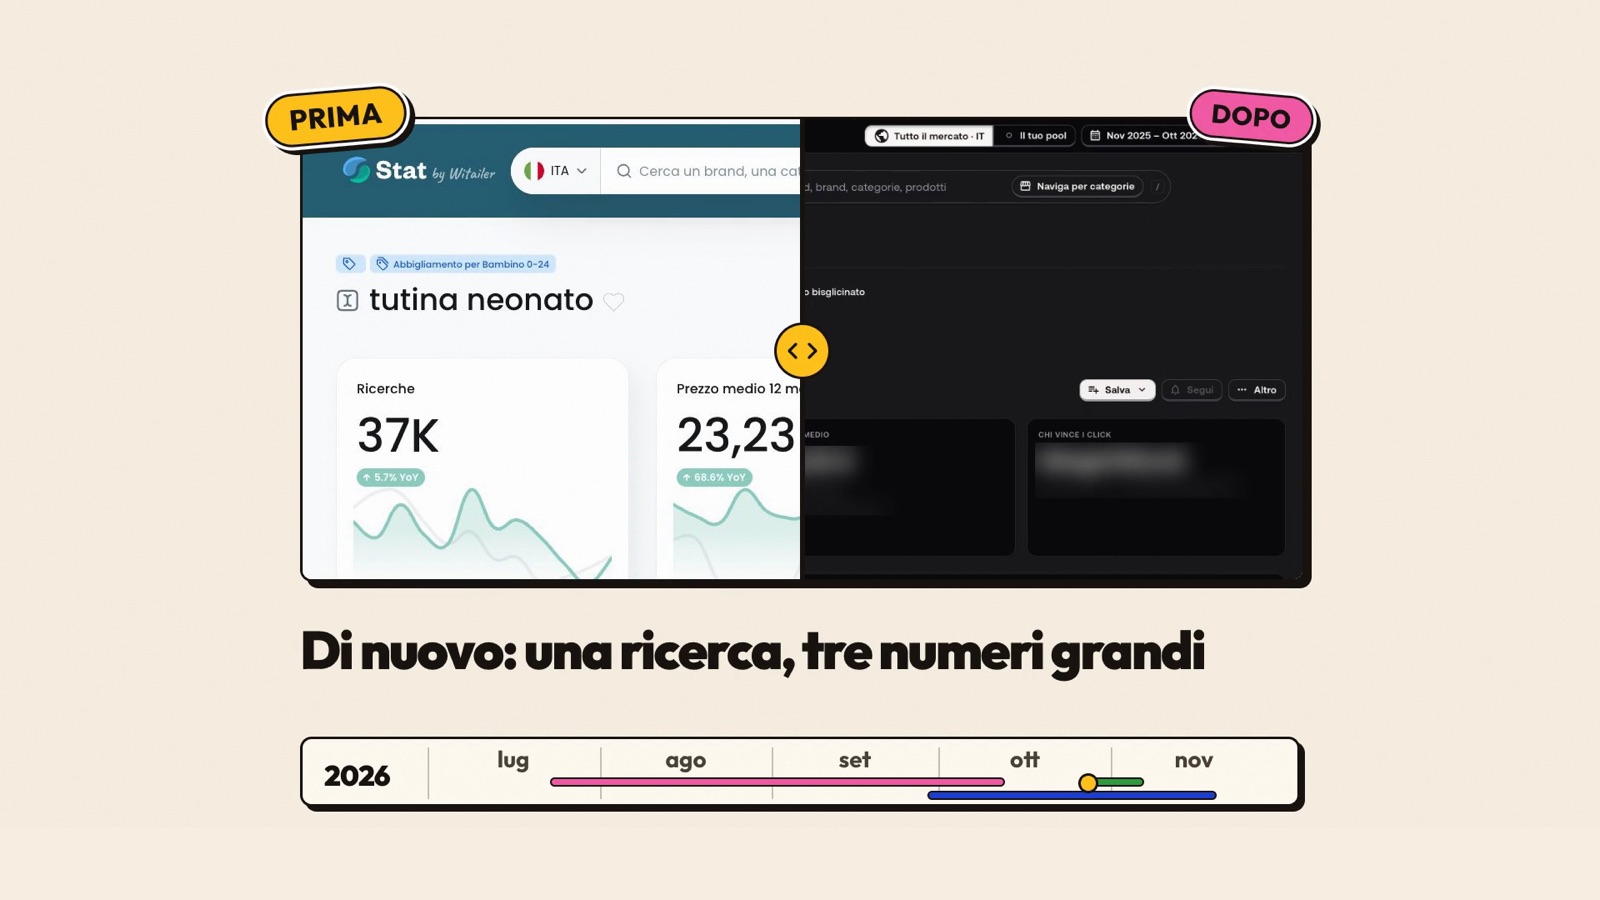 PRIMA
DOPO
Stat by Witailer
ITA
Cerca un brand, una cat
Abbigliamento per Bambino 0-24
tutina neonato
Ricerche
37K
↑ 5.7% YoY
Prezzo medio 12 m
23,23
↑ 68.6% YoY
Tutto il mercato · IT
Il tuo pool
Nov 2025 – Ott 202
d, brand, categorie, prodotti
Naviga per categorie
/
o bisglicinato
Salva
Segui
Altro
MEDIO
CHI VINCE I CLICK
Di nuovo: una ricerca, tre numeri grandi
2026
lug
ago
set
ott
nov